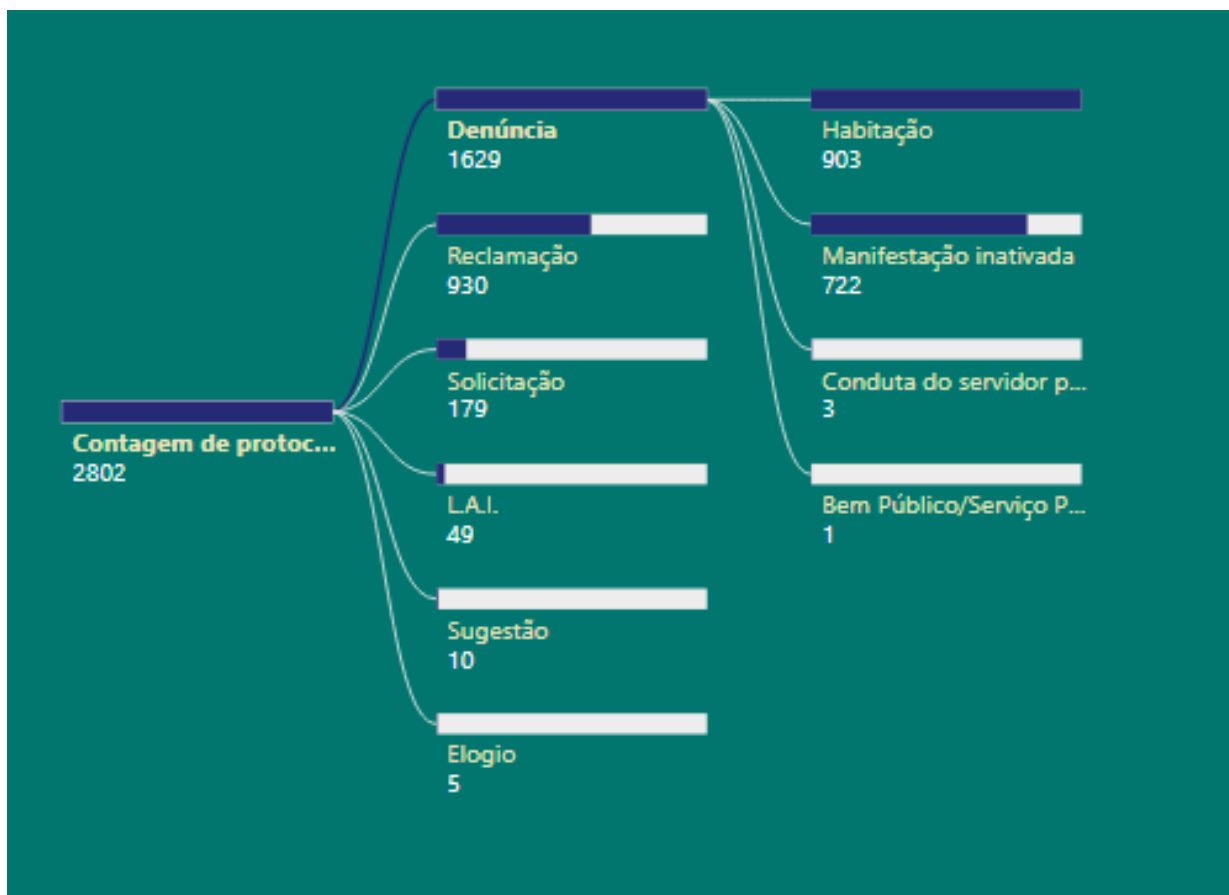 Contagem de protoc...
2802
Denúncia
1629
Reclamação
930
Solicitação
179
L.A.I.
49
Sugestão
10
Elogio
5
Habitação
903
Manifestação inativada
722
Conduta do servidor p...
3
Bem Público/Serviço P...
1